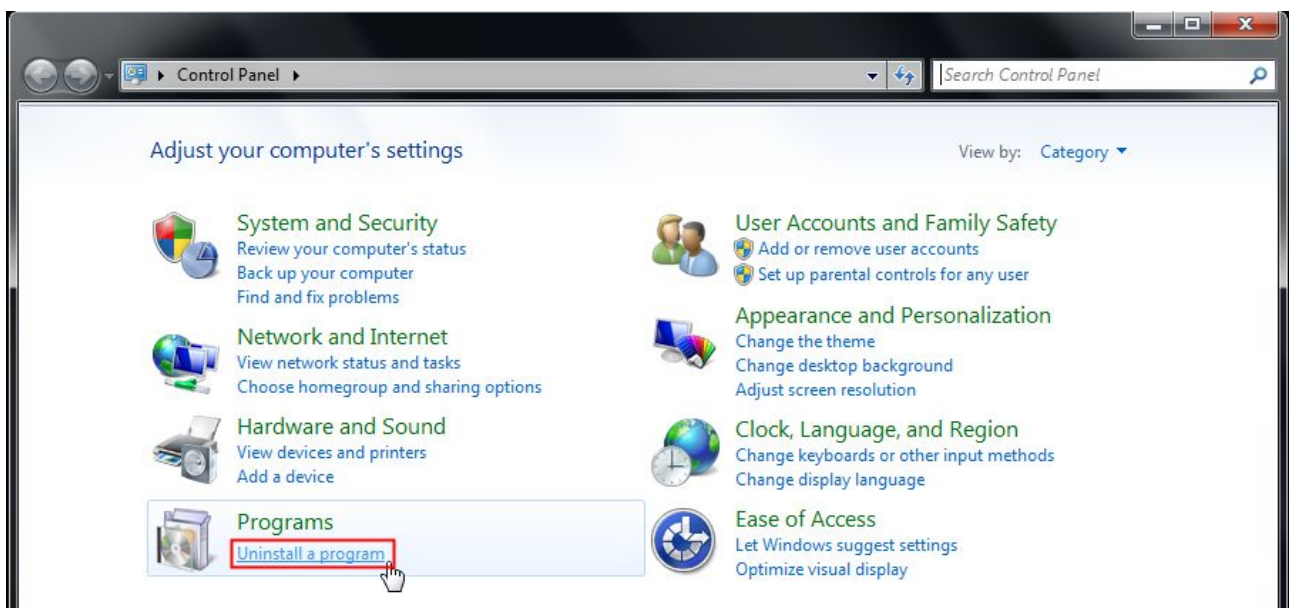 Control Panel
Search Control Panel
Adjust your computer's settings
View by: Category
System and Security
Review your computer's status
Back up your computer
Find and fix problems
Network and Internet
View network status and tasks
Choose homegroup and sharing options
Hardware and Sound
View devices and printers
Add a device
Programs
Uninstall a program
User Accounts and Family Safety
Add or remove user accounts
Set up parental controls for any user
Appearance and Personalization
Change the theme
Change desktop background
Adjust screen resolution
Clock, Language, and Region
Change keyboards or other input methods
Change display language
Ease of Access
Let Windows suggest settings
Optimize visual display